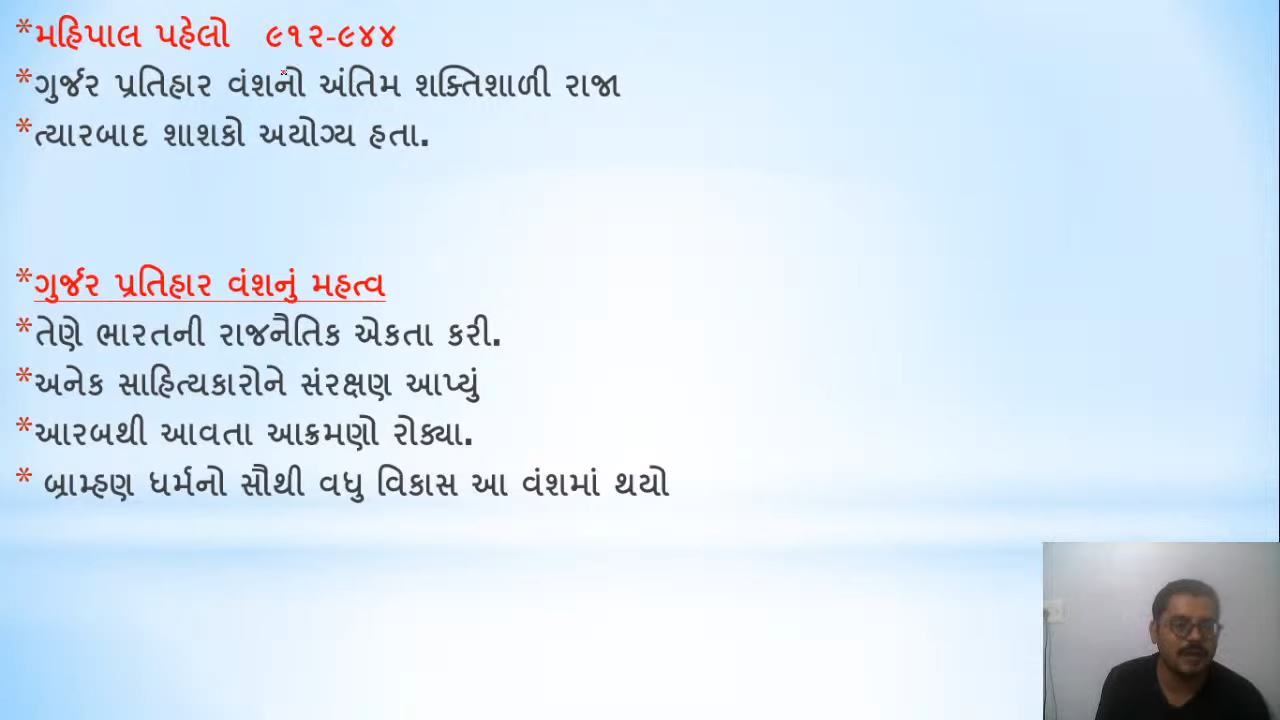 *મહિપાલ પહેલો ૯૧૨-૯૪૪
*ગુર્જર પ્રતિહાર વંશનો અંતિમ શક્તિશાળી રાજા
*ત્યારબાદ શાશકો અયોગ્ય હતા.
*ગુર્જર પ્રતિહાર વંશનું મહત્વ
*તેણે ભારતની રાજનૈતિક એકતા કરી.
*અનેક સાહિત્યકારોને સંરક્ષણ આપ્યું
*આરબથી આવતા આક્રમણો રોક્યા.
* બ્રામ્હણ ધર્મનો સૌથી વધુ વિકાસ આ વંશમાં થયો